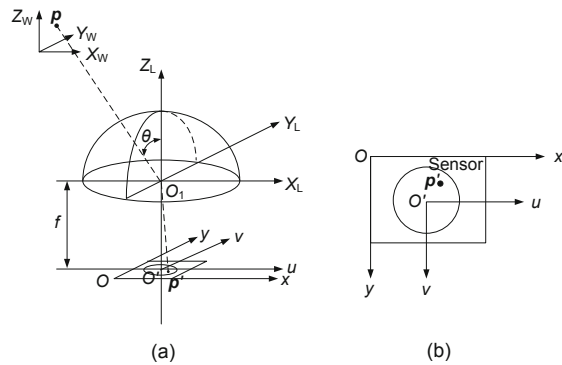 Z_W
p
Y_W
X_W
Z_L
θ
Y_L
X_L
O_1
f
y
v
O
O'
p'
u
x
(a)
O
Sensor
x
p'
O'
u
y
v
(b)